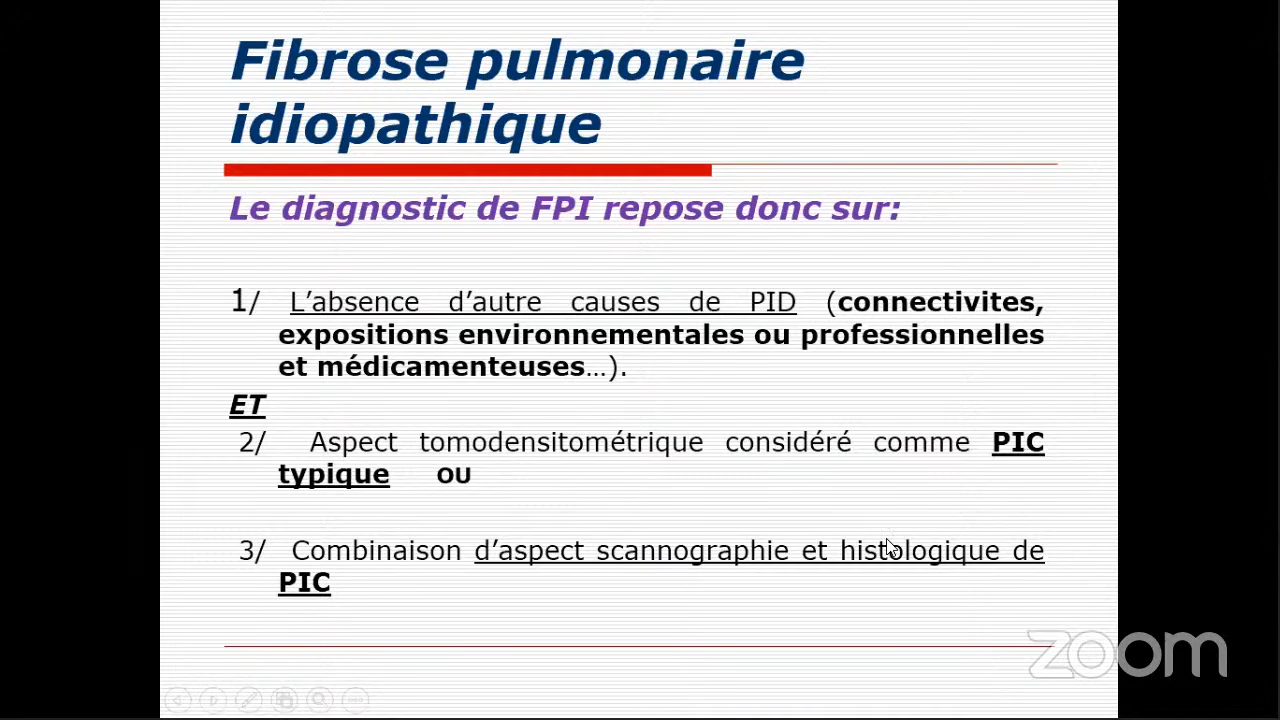 Fibrose pulmonaire
idiopathique
Le diagnostic de FPI repose donc sur:
1/ L’absence d’autre causes de PID (connectivites,
expositions environnementales ou professionnelles
et médicamenteuses…).
ET
2/ Aspect tomodensitométrique considéré comme PIC
typique OU
3/ Combinaison d’aspect scannographie et histologique de
PIC
zoom